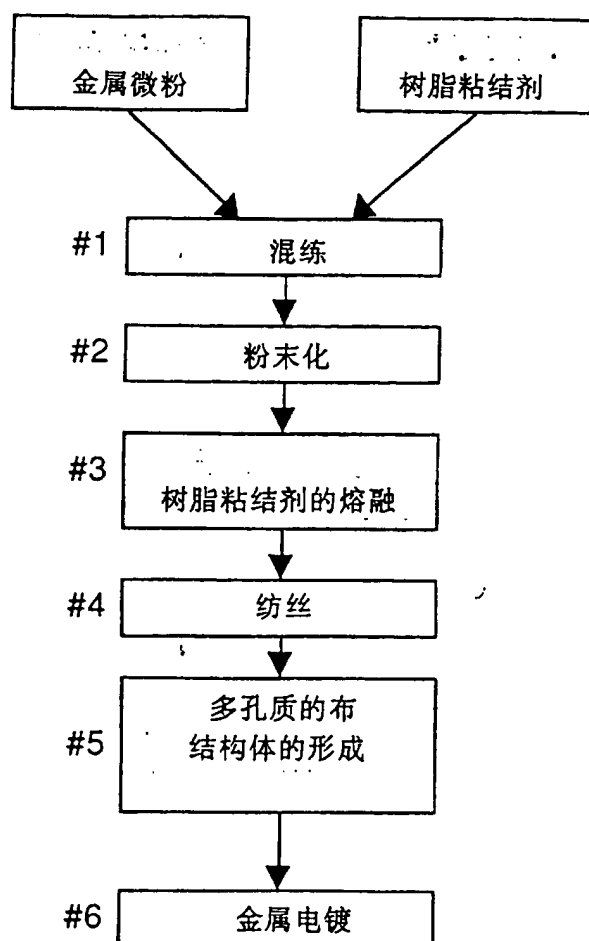 金属微粉
树脂粘结剂
#1 混练
#2 粉末化
#3 树脂粘结剂的熔融
#4 纺丝
#5 多孔质的布
结构体的形成
#6 金属电镀